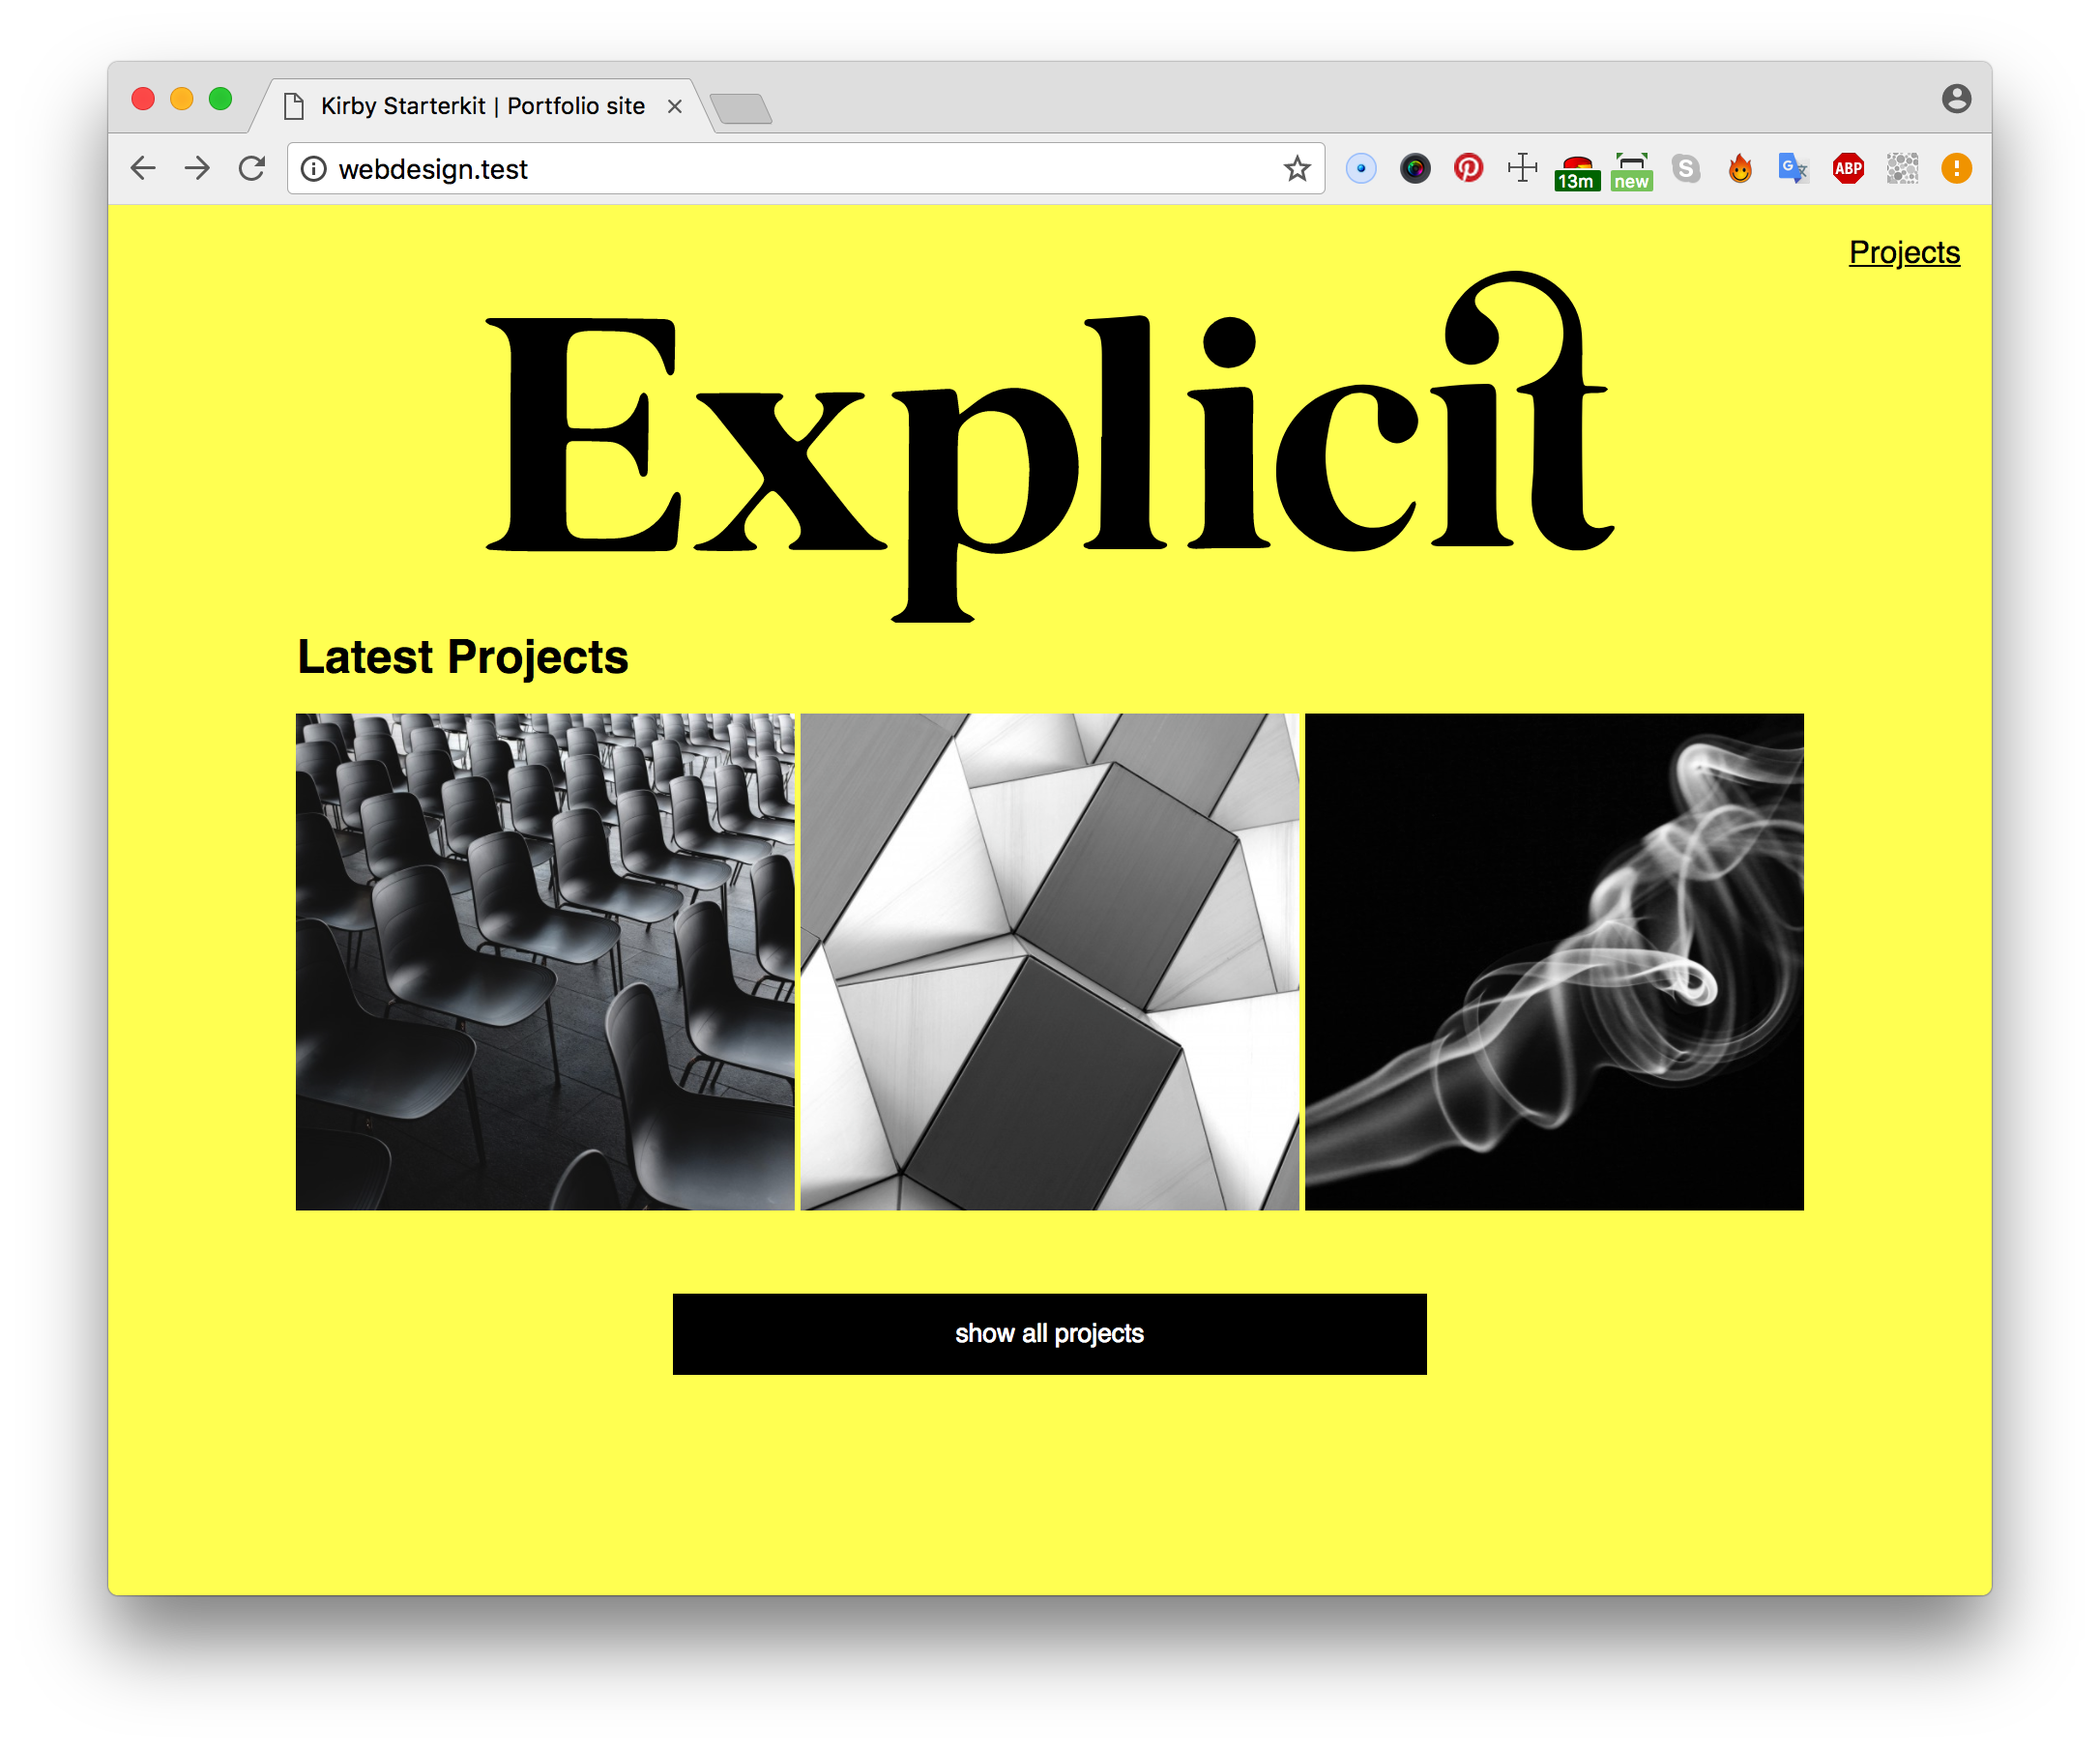 Kirby Starterkit | Portfolio site
webdesign.test
13m
new
G
S
ABP
Projects
Explicit
Latest Projects
show all projects